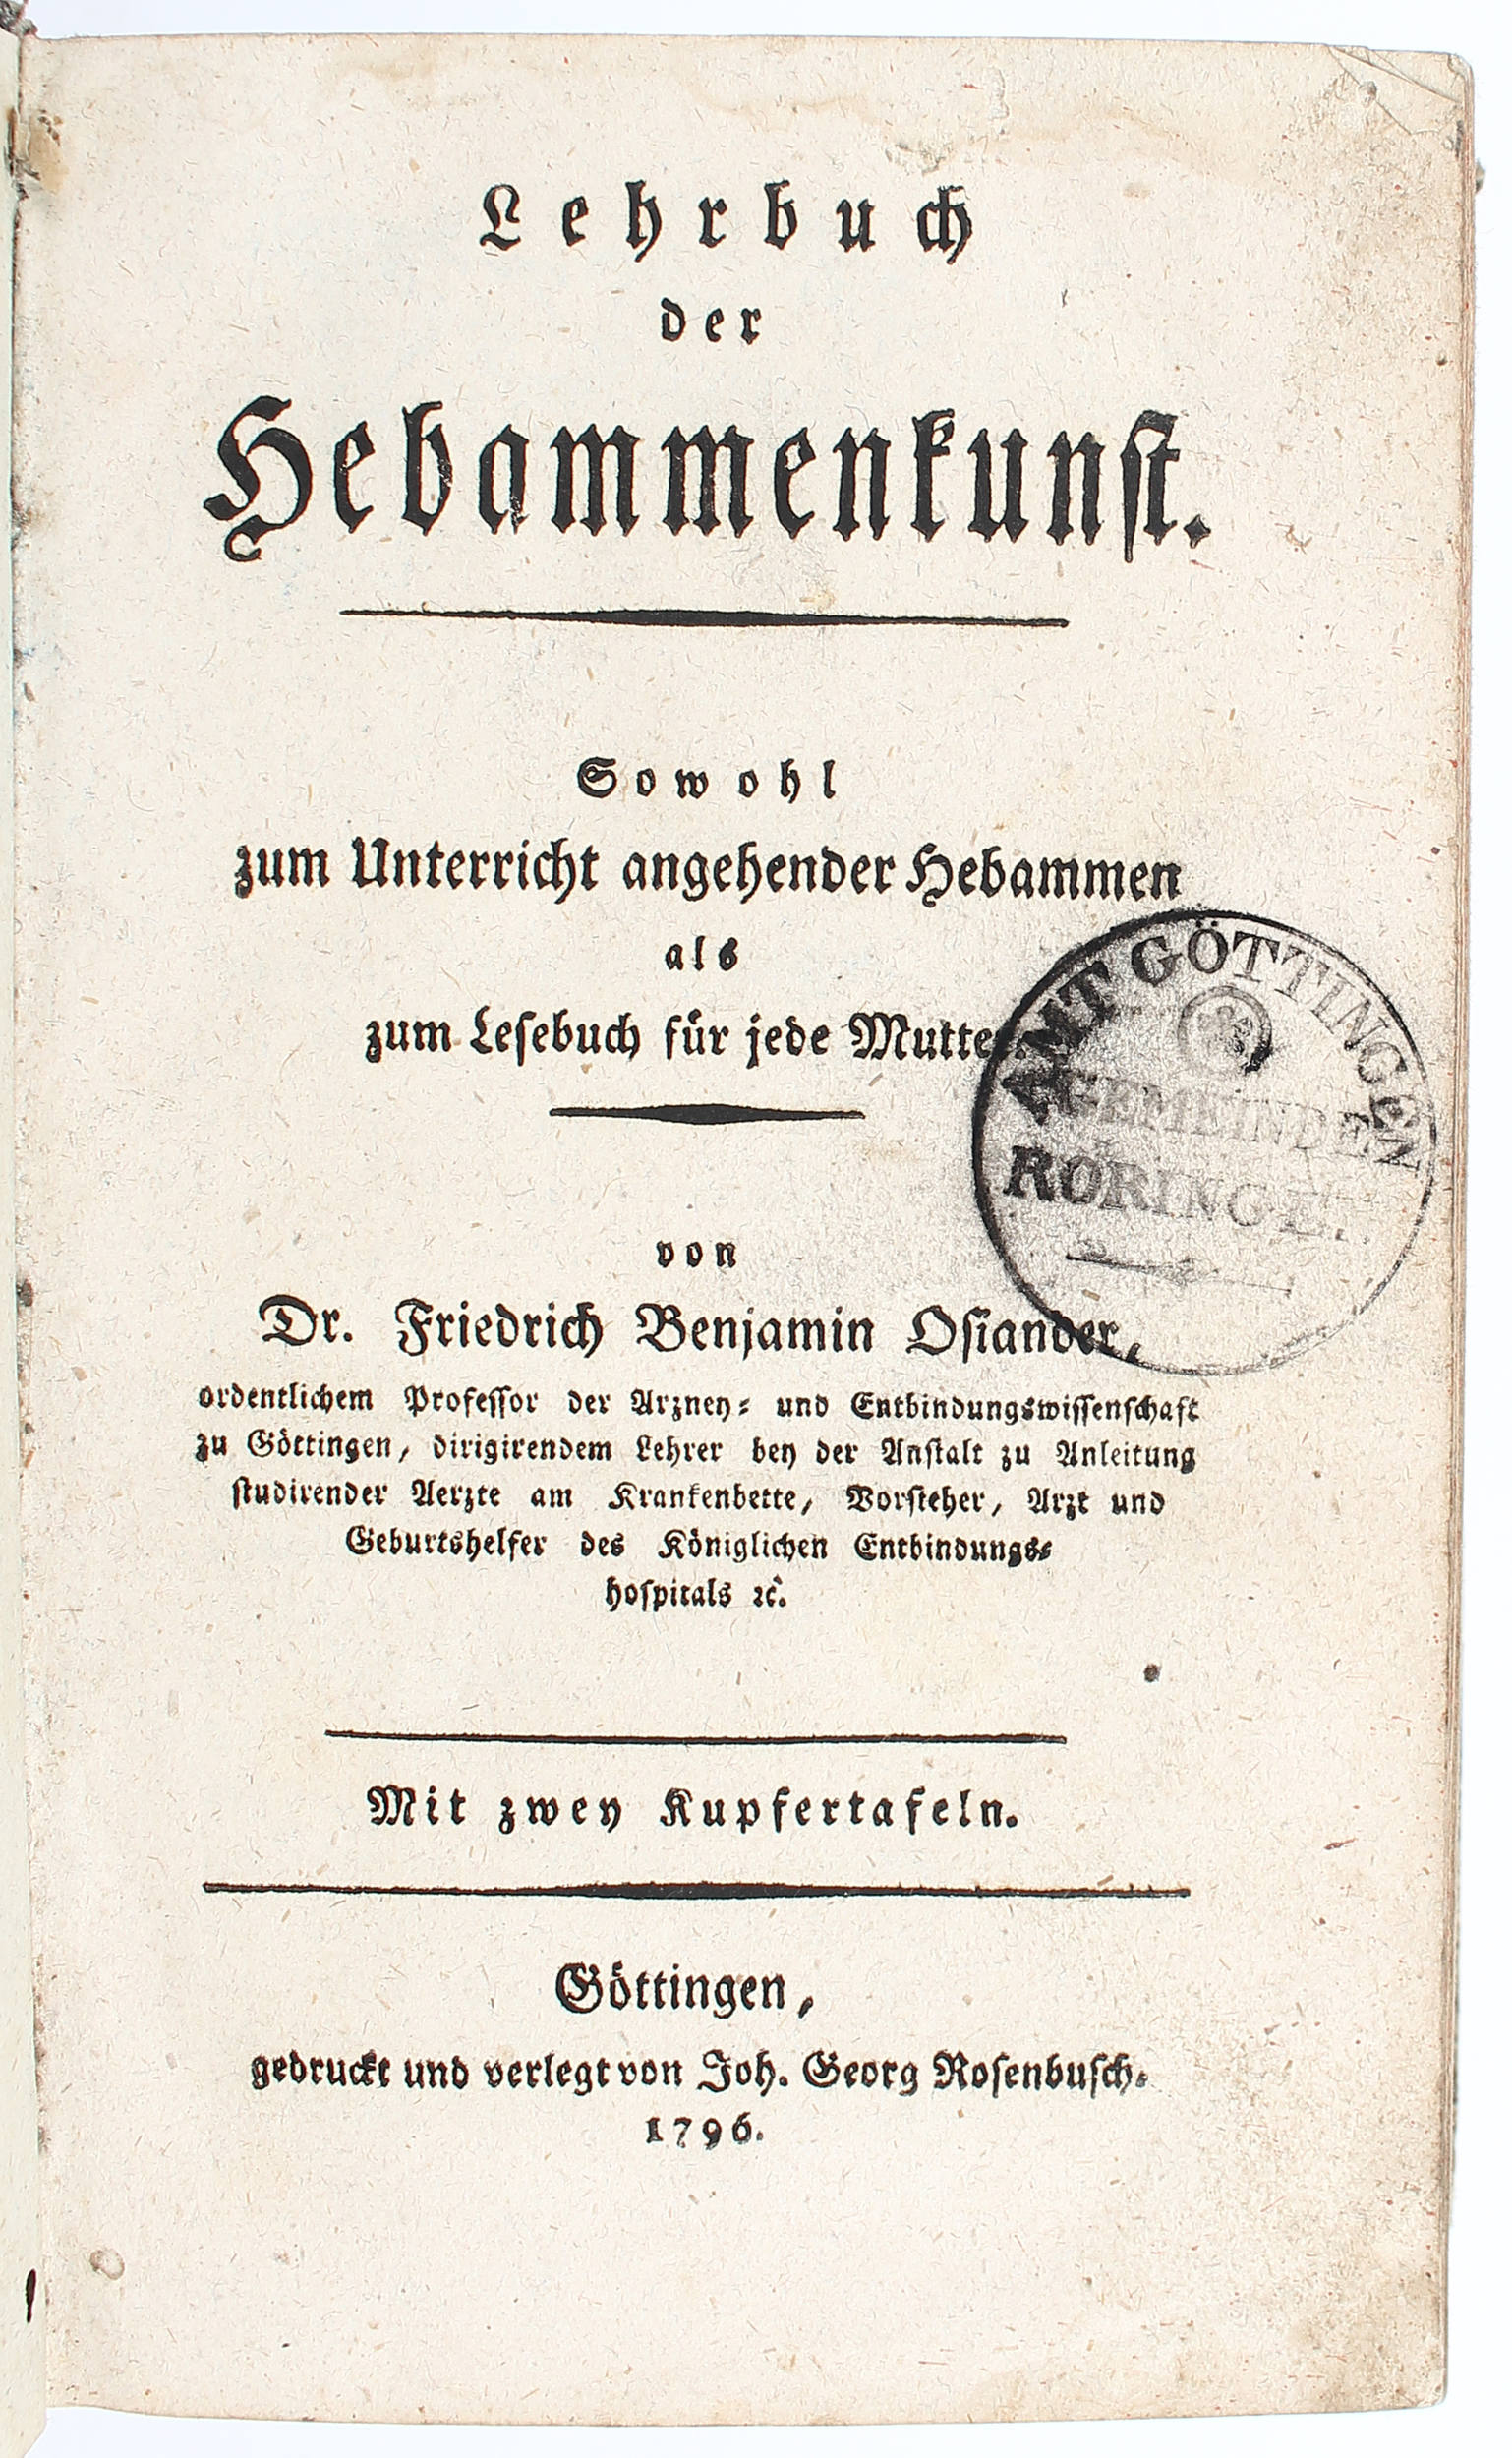 Lehrbuch
der
Hebammenkunst.
Sowohl
zum Unterricht angehender Hebammen
als
zum Lesebuch für jede Mutter.
von
Dr. Friedrich Benjamin Osiander,
ordentlichem Professor der Arzney- und Entbindungswissenschaft
zu Göttingen, dirigirendem Lehrer bey der Anstalt zu Anleitung
studirender Aerzte am Krankenbette, Vorsteher, Arzt und
Geburtshelfer des Königlichen Entbindungs-
hospitals ꝛc.
Mit zwey Kupfertafeln.
Göttingen,
gedruckt und verlegt von Joh. Georg Rosenbusch.
1796.
AMT GÖTTINGEN
GEMEINDE
RORINGEN